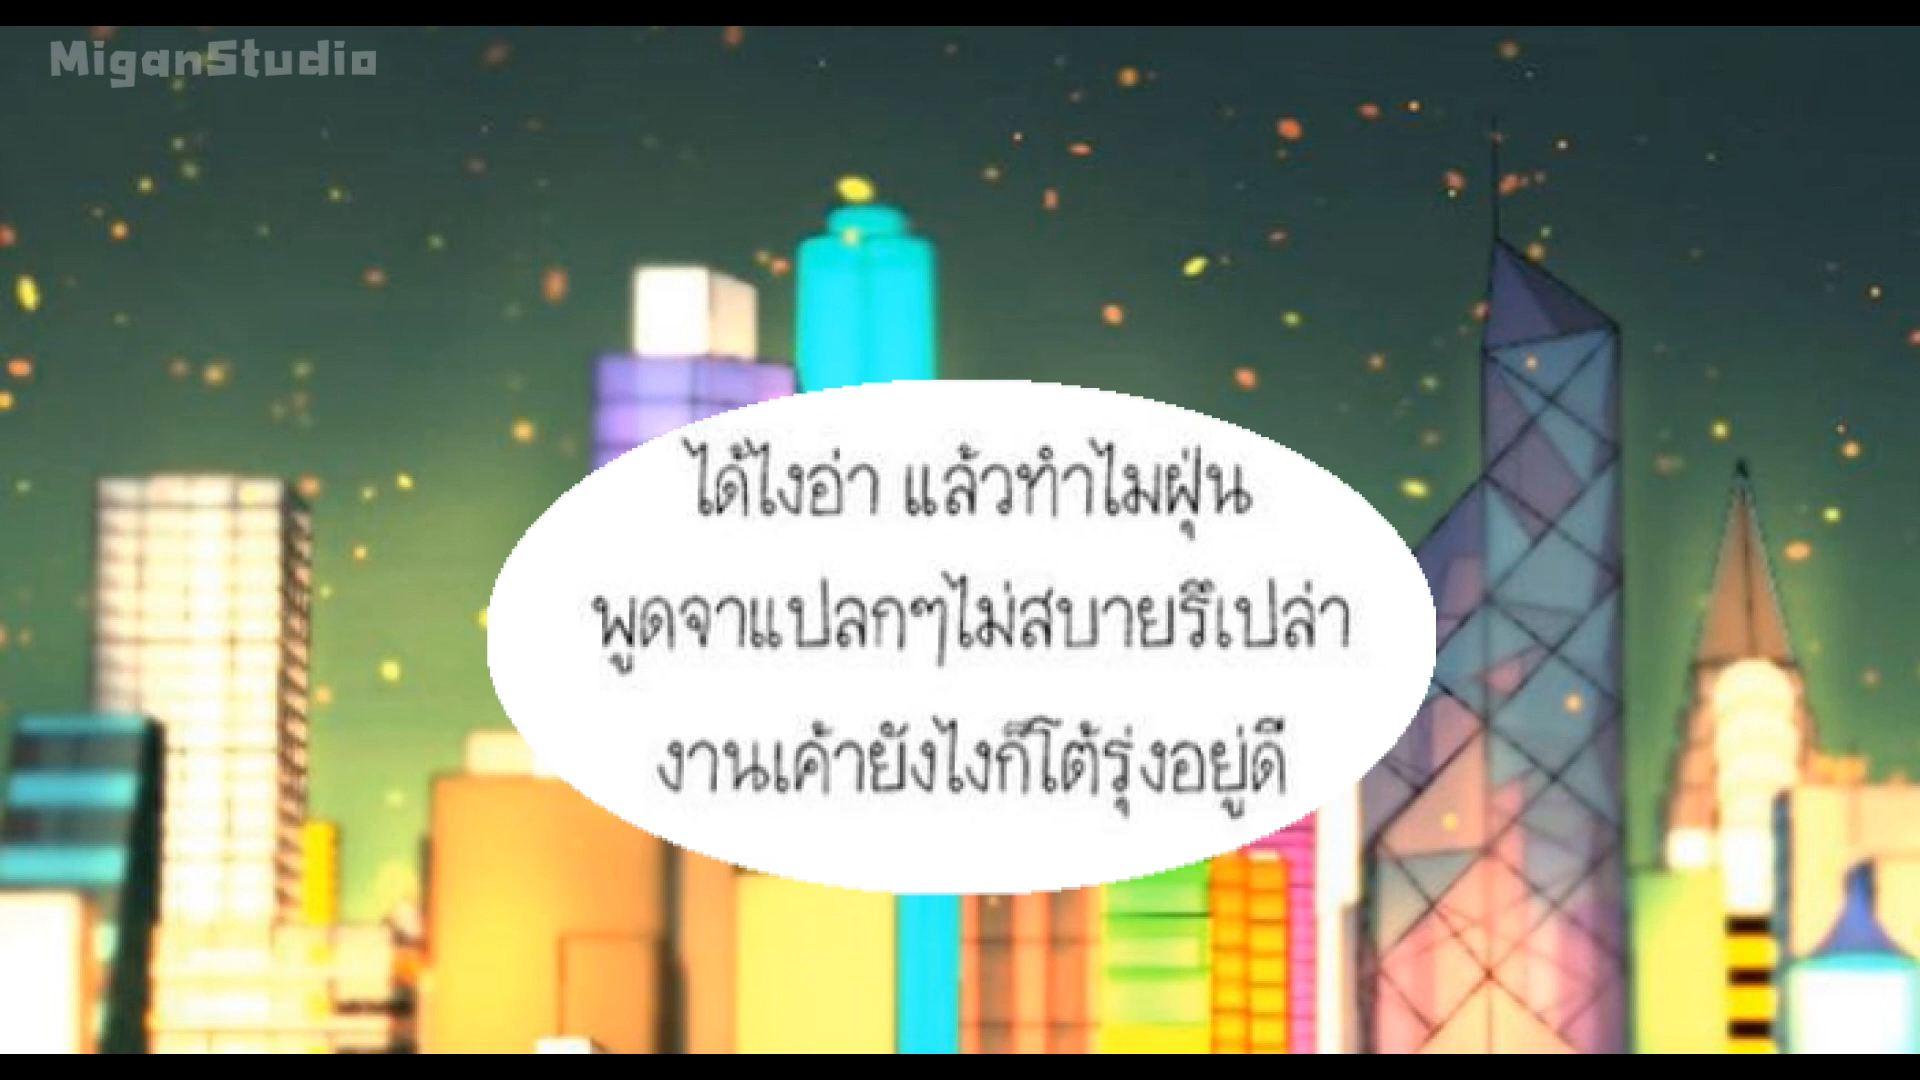 MiganStudio
ได้ไงอ่า แล้วทำไมฝุ่น
พูดจาแปลกๆไม่สบายรึเปล่า
งานเค้ายังไงก็โต้รุ่งอยู่ดี